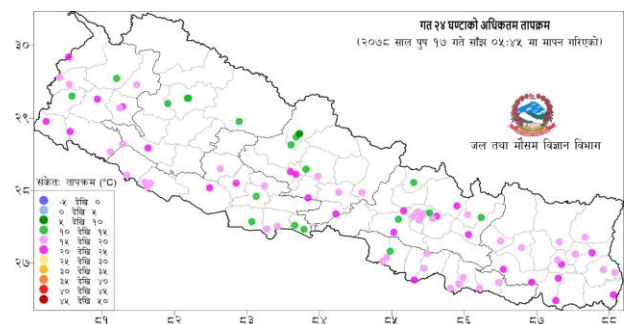 गत २४ घण्टाको अधिकतम तापक्रम
(२०७८ साल पुष १७ गते साँझ ०५:४५ मा मापन गरिएको)
जल तथा मौसम विज्ञान विभाग
३०
२९
२८
२७
संकेतः तापक्रम (°C)
-५ देखि ०
० देखि ५
५ देखि १०
१० देखि १५
१५ देखि २०
२० देखि २५
२५ देखि ३०
३० देखि ३५
३५ देखि ४०
४० देखि ४५
४५ देखि ५०
८१ ८२ ८३ ८४ ८५ ८६ ८७ ८८